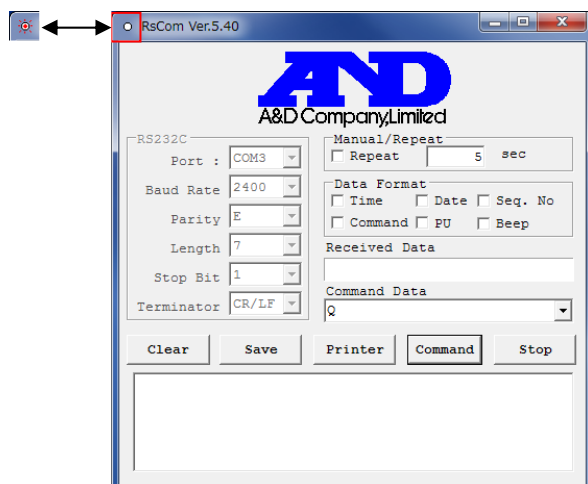 RsCom Ver.5.40
AND
A&D Company,Limited
RS232C
Port : COM3
Baud Rate 2400
Parity E
Length 7
Stop Bit 1
Terminator CR/LF
Manual/Repeat
Repeat 5 sec
Data Format
Time Date Seq. No
Command PU Beep
Received Data
Command Data
Q
Clear Save Printer Command Stop